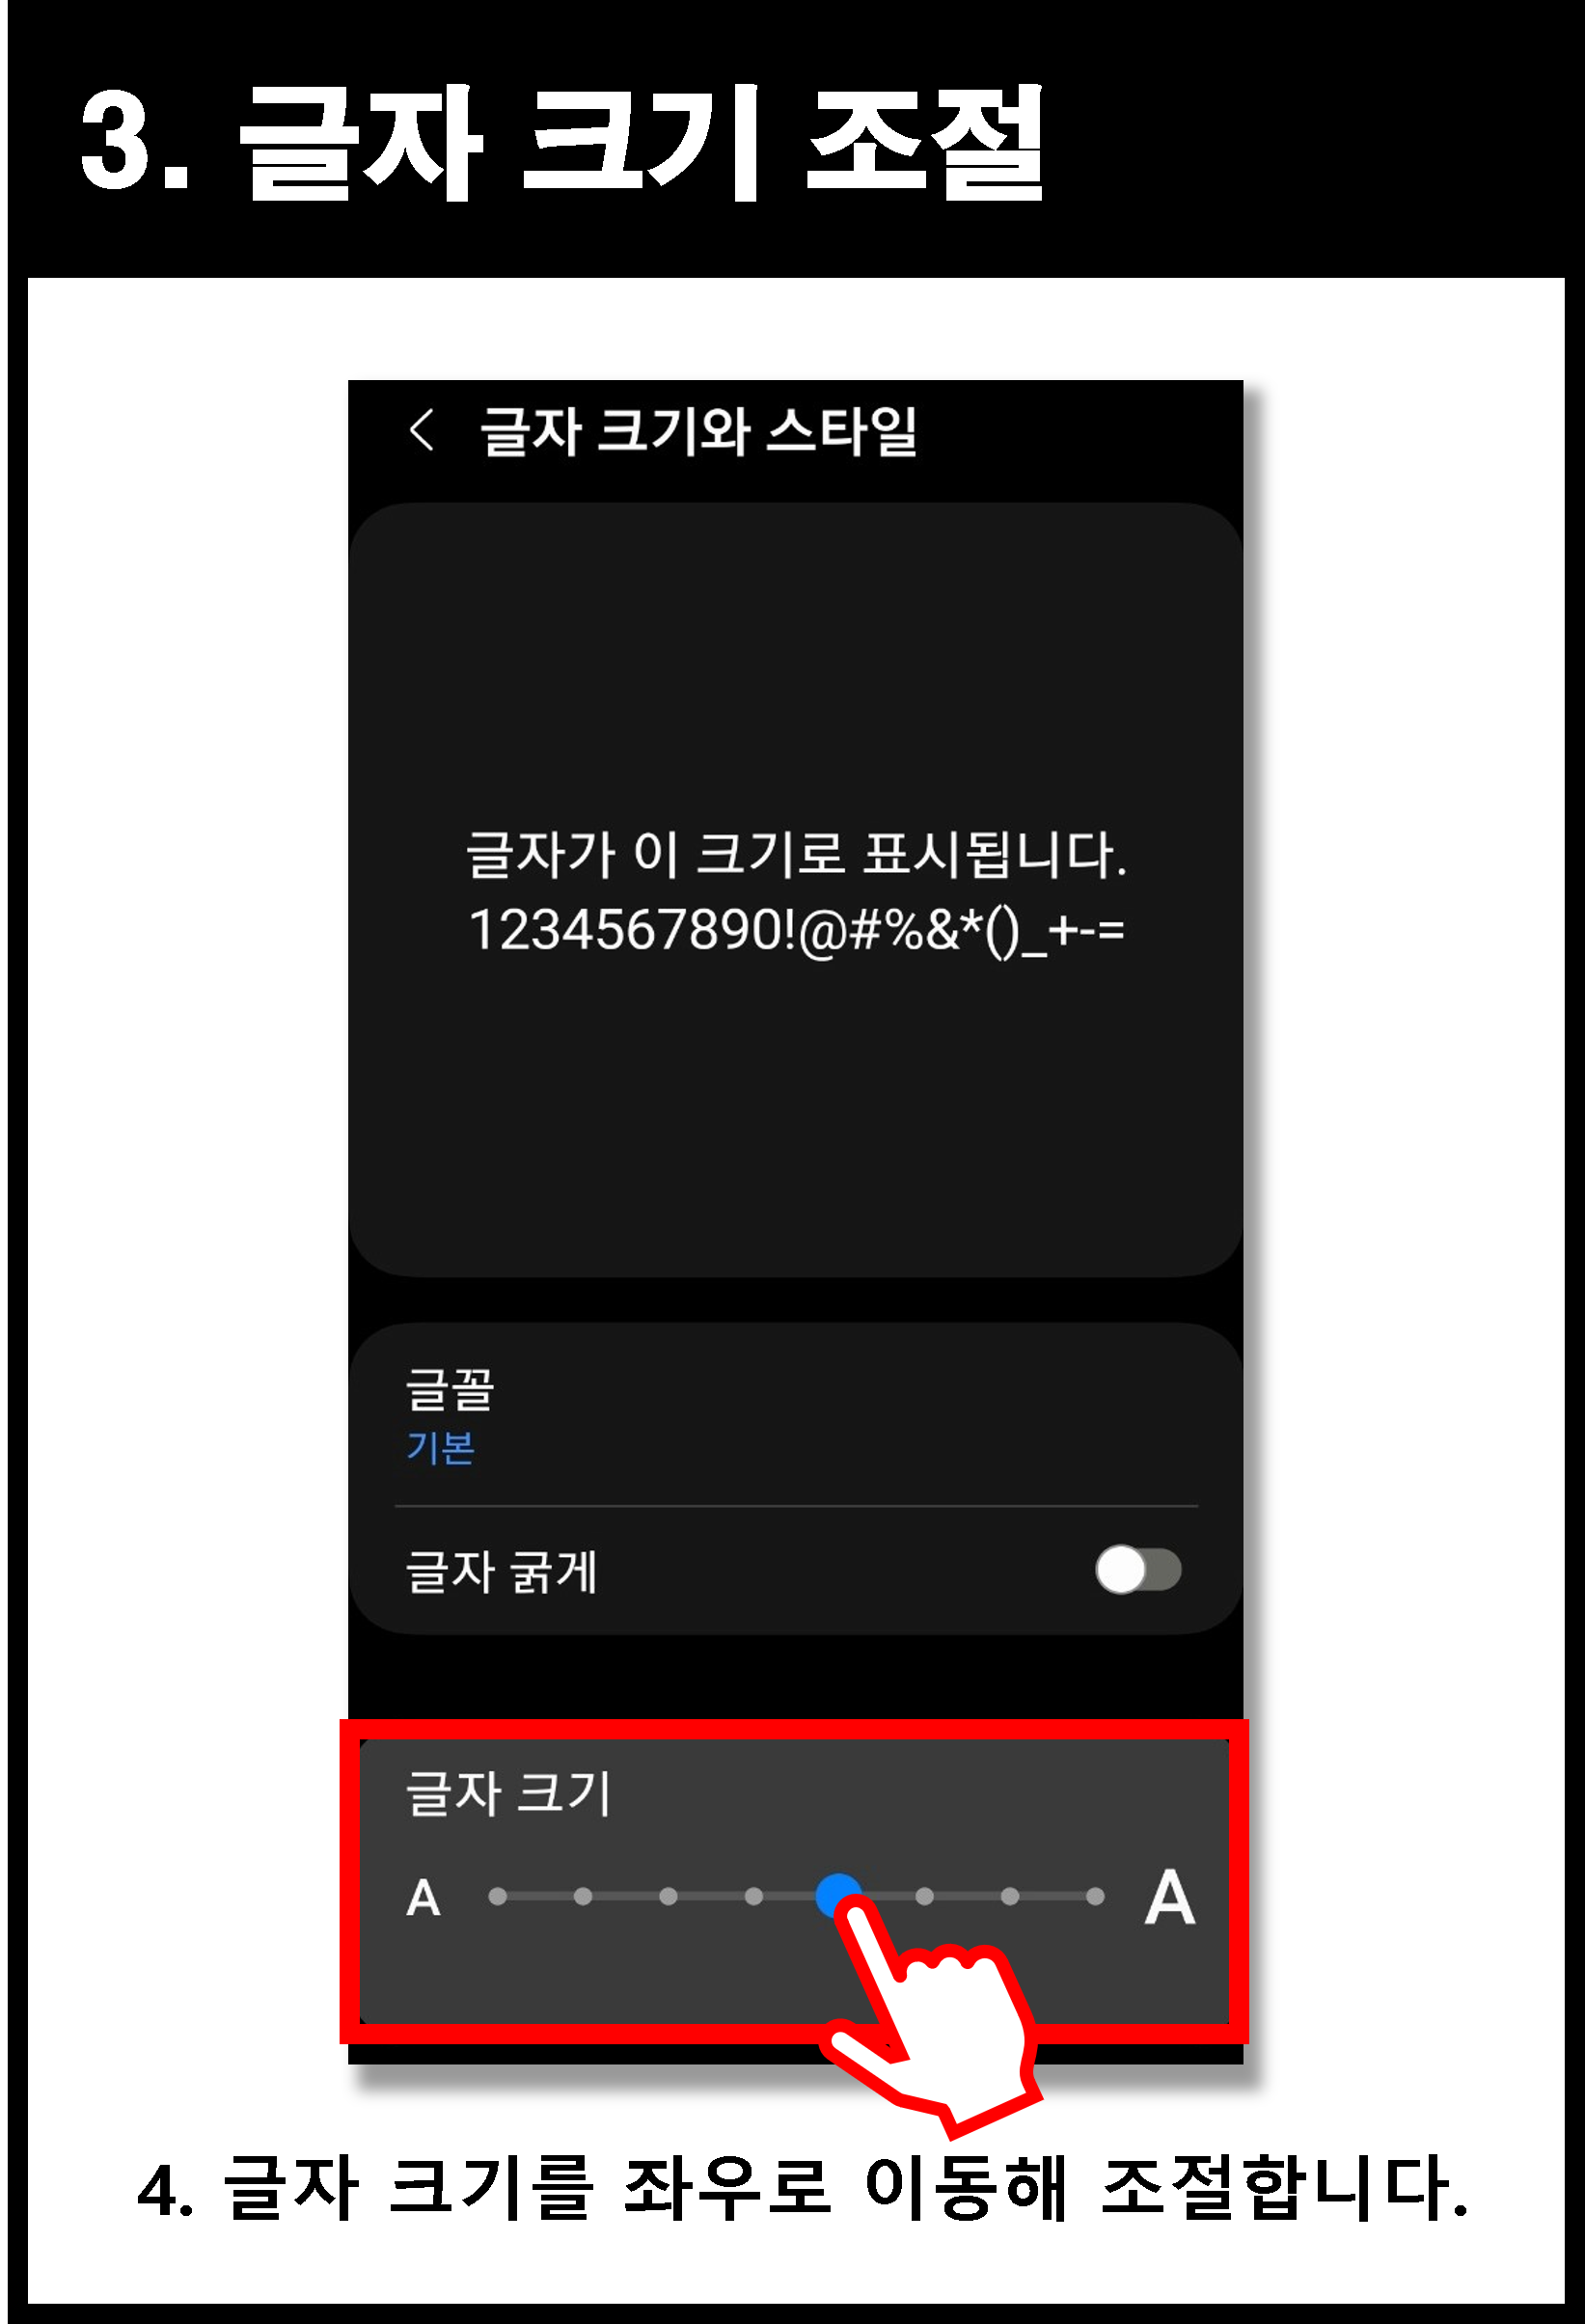 3. 글자 크기 조절
글자 크기와 스타일
글자가 이 크기로 표시됩니다.
1234567890!@#%&*()_+-=
글꼴
기본
글자 굵게
글자 크기
A A
4. 글자 크기를 좌우로 이동해 조절합니다.